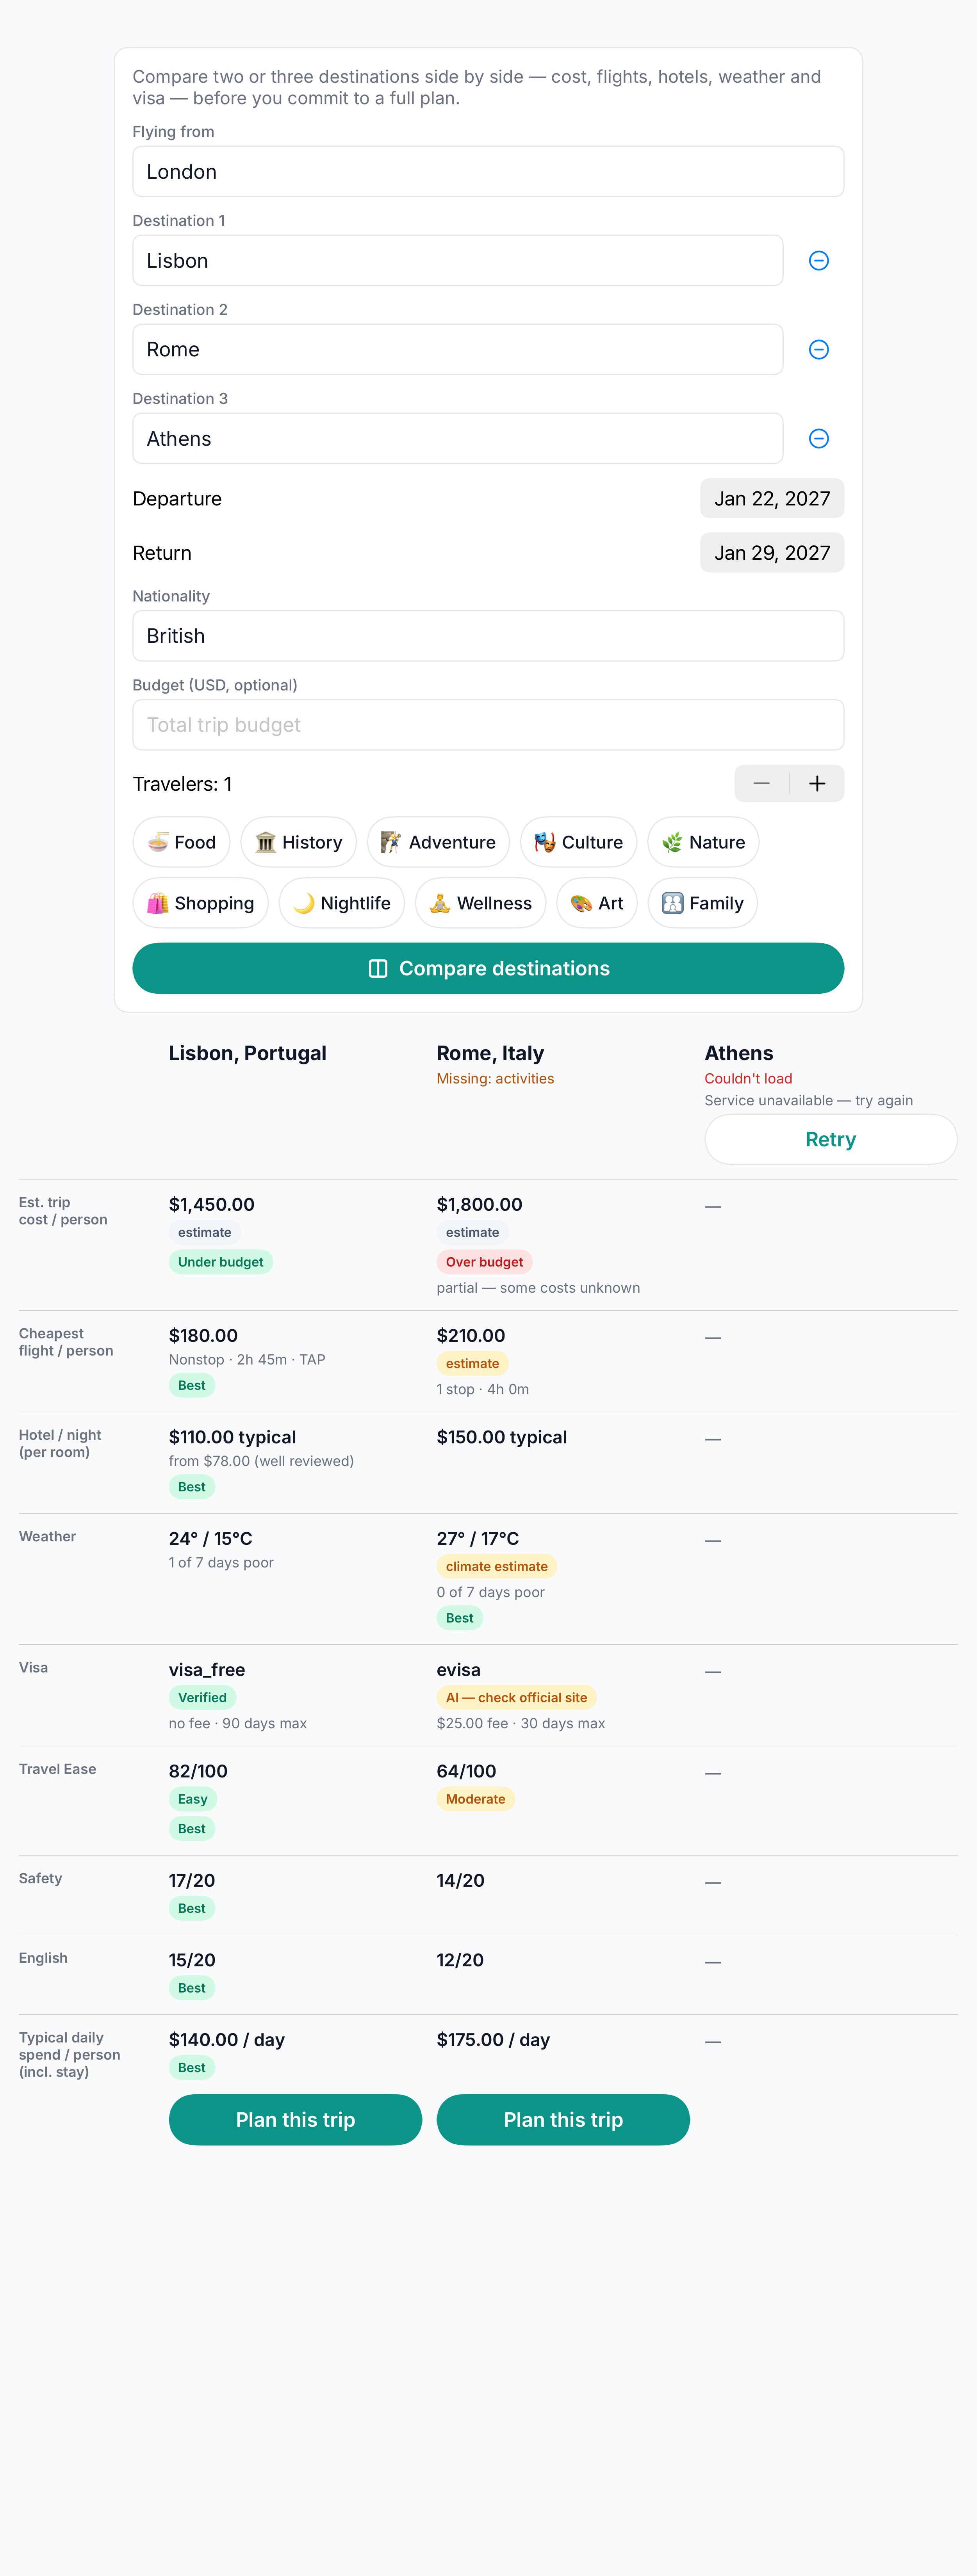 Compare two or three destinations side by side — cost, flights, hotels, weather and
visa — before you commit to a full plan.
Flying from
London
Destination 1
Lisbon
Destination 2
Rome
Destination 3
Athens
Departure
Jan 22, 2027
Return
Jan 29, 2027
Nationality
British
Budget (USD, optional)
Total trip budget
Travelers: 1
Food
History
Adventure
Culture
Nature
Shopping
Nightlife
Wellness
Art
Family
Compare destinations
Lisbon, Portugal
Rome, Italy
Missing: activities
Athens
Couldn't load
Service unavailable — try again
Retry
Est. trip
cost / person
$1,450.00
estimate
Under budget
$1,800.00
estimate
Over budget
partial — some costs unknown
—
Cheapest
flight / person
$180.00
Nonstop · 2h 45m · TAP
Best
$210.00
estimate
1 stop · 4h 0m
—
Hotel / night
(per room)
$110.00 typical
from $78.00 (well reviewed)
Best
$150.00 typical
—
Weather
24° / 15°C
1 of 7 days poor
27° / 17°C
climate estimate
0 of 7 days poor
Best
—
Visa
visa_free
Verified
no fee · 90 days max
evisa
AI — check official site
$25.00 fee · 30 days max
—
Travel Ease
82/100
Easy
Best
64/100
Moderate
—
Safety
17/20
Best
14/20
—
English
15/20
Best
12/20
—
Typical daily
spend / person
(incl. stay)
$140.00 / day
Best
$175.00 / day
—
Plan this trip
Plan this trip